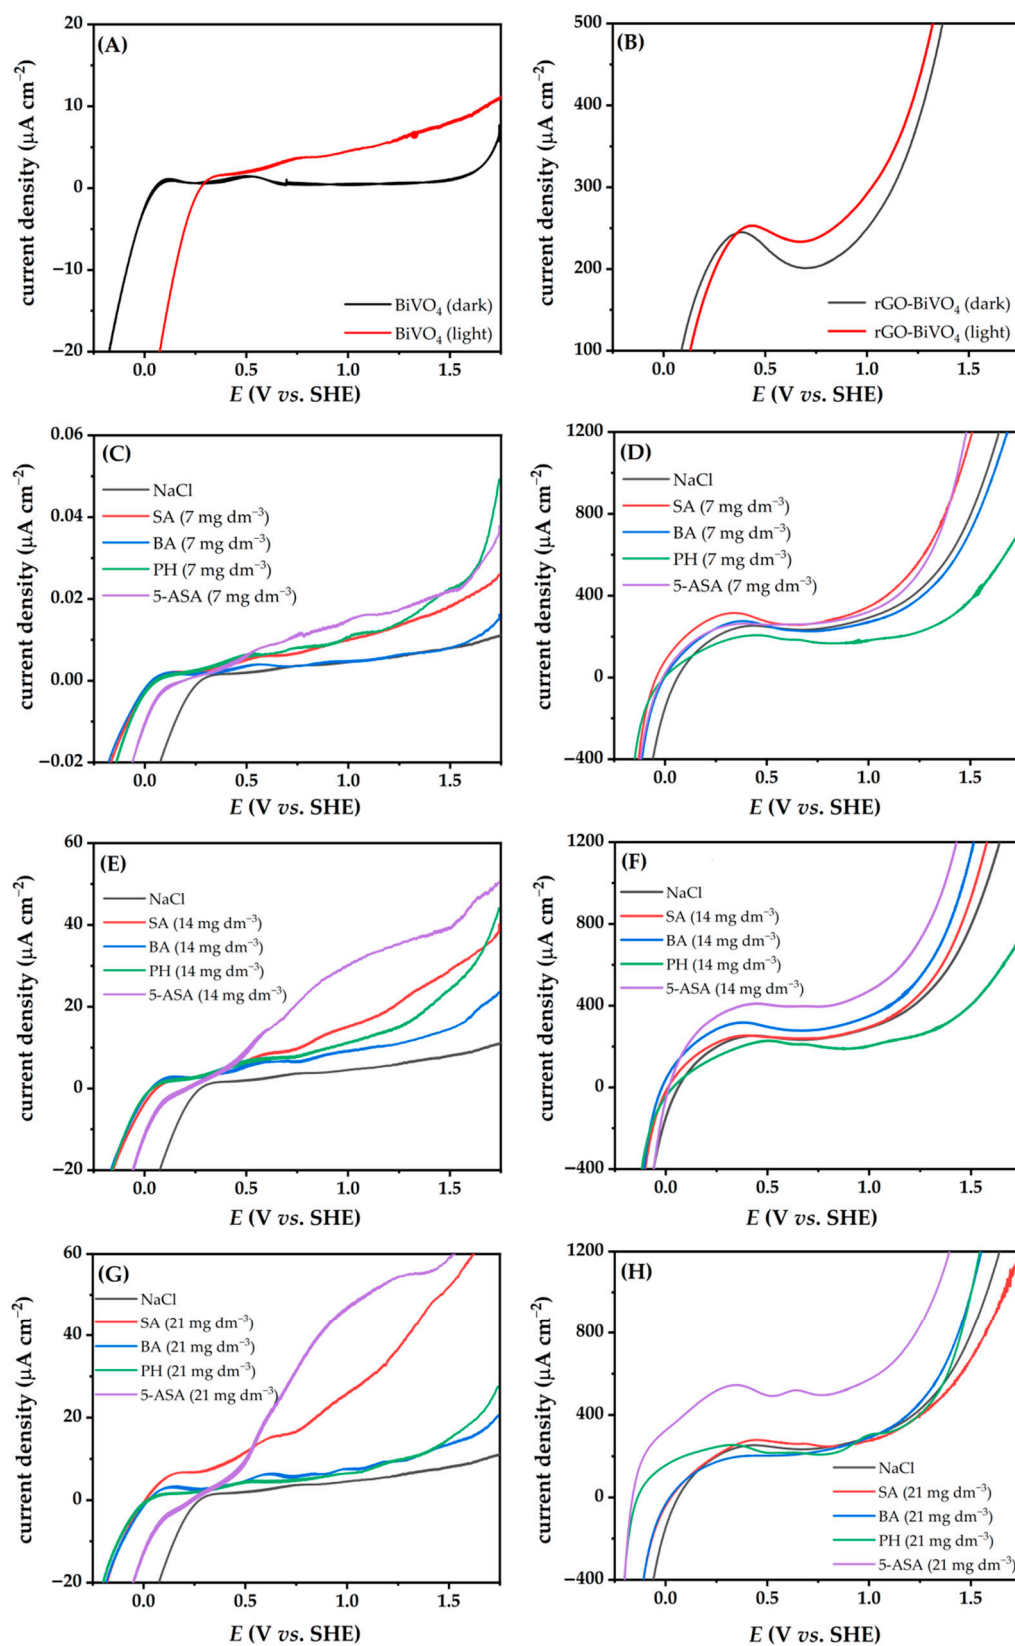 (A)
current density (μA cm⁻²)
20
10
0
−10
−20
BiVO₄ (dark)
BiVO₄ (light)
0.0 0.5 1.0 1.5
E (V vs. SHE)
(B)
current density (μA cm⁻²)
500
400
300
200
100
rGO-BiVO₄ (dark)
rGO-BiVO₄ (light)
0.0 0.5 1.0 1.5
E (V vs. SHE)
(C)
current density (μA cm⁻²)
0.06
0.04
0.02
0.00
−0.02
NaCl
SA (7 mg dm⁻³)
BA (7 mg dm⁻³)
PH (7 mg dm⁻³)
5-ASA (7 mg dm⁻³)
0.0 0.5 1.0 1.5
E (V vs. SHE)
(D)
current density (μA cm⁻²)
1200
800
400
0
−400
NaCl
SA (7 mg dm⁻³)
BA (7 mg dm⁻³)
PH (7 mg dm⁻³)
5-ASA (7 mg dm⁻³)
0.0 0.5 1.0 1.5
E (V vs. SHE)
(E)
current density (μA cm⁻²)
60
40
20
0
−20
NaCl
SA (14 mg dm⁻³)
BA (14 mg dm⁻³)
PH (14 mg dm⁻³)
5-ASA (14 mg dm⁻³)
0.0 0.5 1.0 1.5
E (V vs. SHE)
(F)
current density (μA cm⁻²)
1200
800
400
0
−400
NaCl
SA (14 mg dm⁻³)
BA (14 mg dm⁻³)
PH (14 mg dm⁻³)
5-ASA (14 mg dm⁻³)
0.0 0.5 1.0 1.5
E (V vs. SHE)
(G)
current density (μA cm⁻²)
60
40
20
0
−20
NaCl
SA (21 mg dm⁻³)
BA (21 mg dm⁻³)
PH (21 mg dm⁻³)
5-ASA (21 mg dm⁻³)
0.0 0.5 1.0 1.5
E (V vs. SHE)
(H)
current density (μA cm⁻²)
1200
800
400
0
−400
NaCl
SA (21 mg dm⁻³)
BA (21 mg dm⁻³)
PH (21 mg dm⁻³)
5-ASA (21 mg dm⁻³)
0.0 0.5 1.0 1.5
E (V vs. SHE)